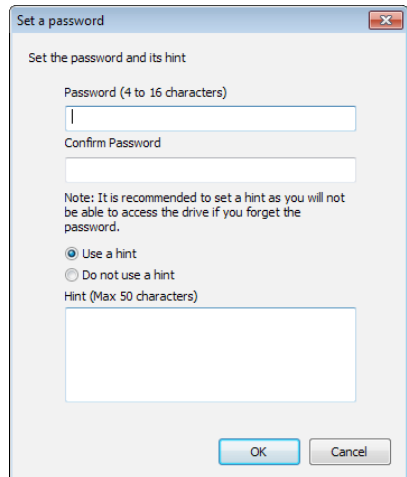 Set a password
Set the password and its hint
Password (4 to 16 characters)
Confirm Password
Note: It is recommended to set a hint as you will not
be able to access the drive if you forget the
password.
Use a hint
Do not use a hint
Hint (Max 50 characters)
OK
Cancel